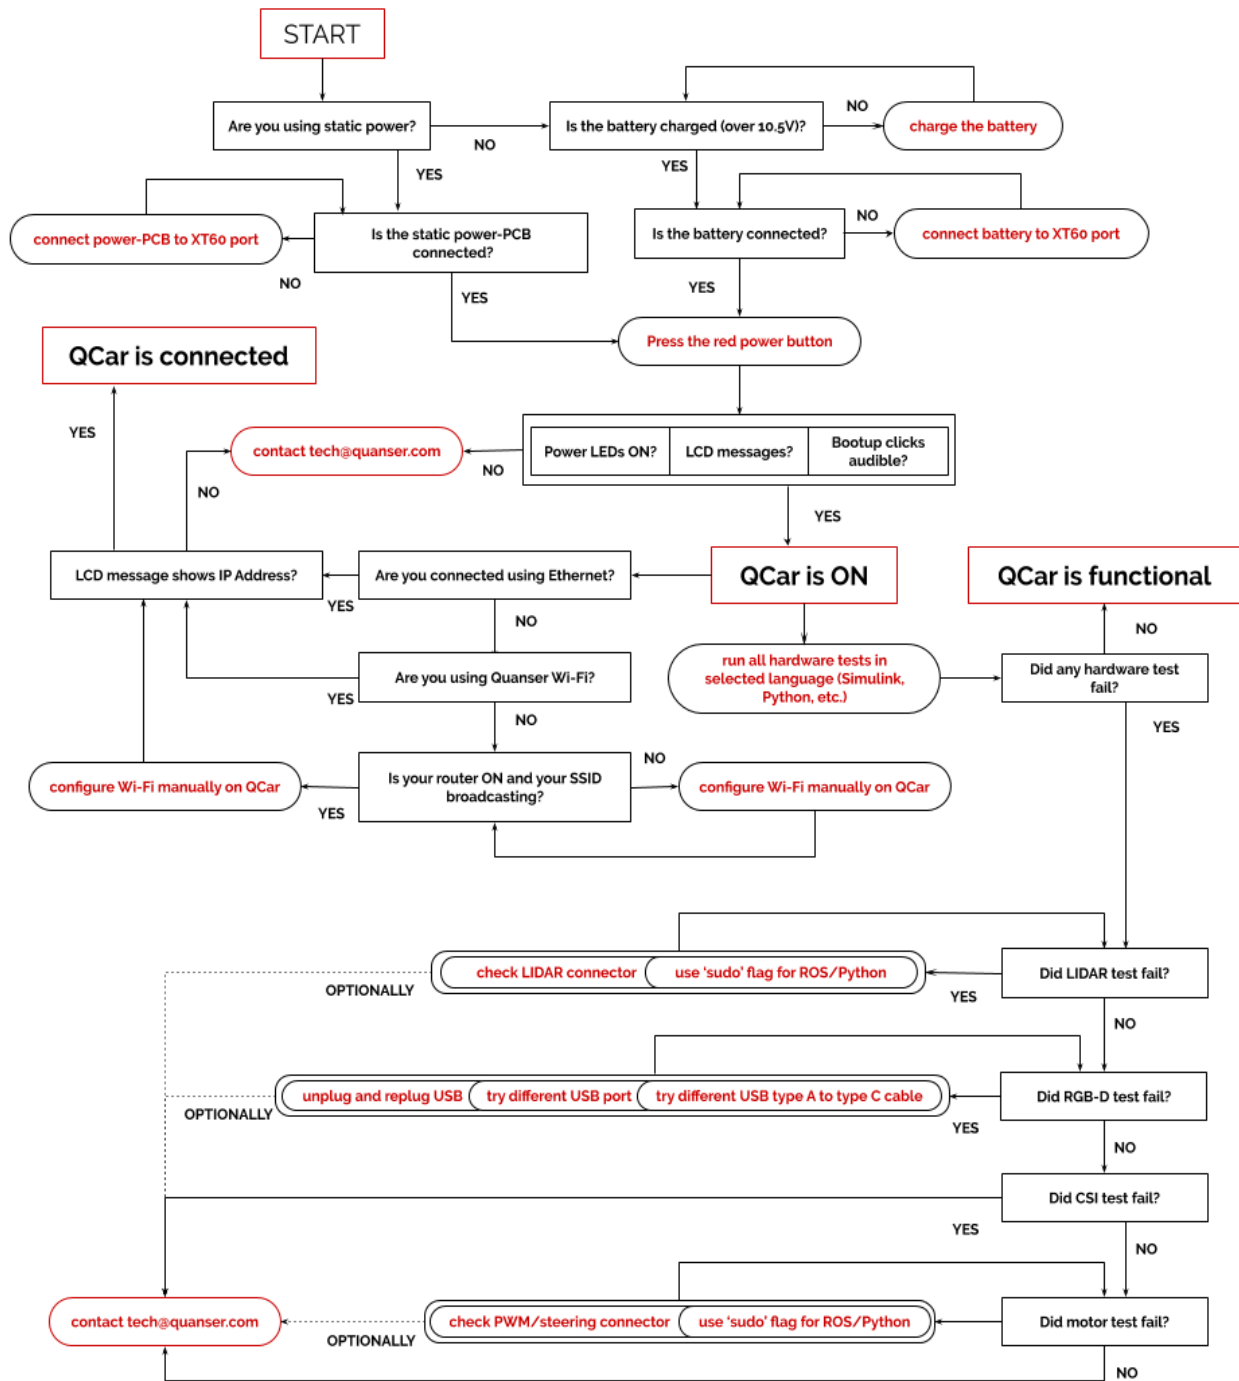 START
Are you using static power?
NO
Is the battery charged (over 10.5V)?
NO
charge the battery
YES
YES
connect power-PCB to XT60 port
Is the static power-PCB
connected?
NO
YES
Is the battery connected?
NO
connect battery to XT60 port
YES
Press the red power button
QCar is connected
YES
contact tech@quanser.com
NO
NO
Power LEDs ON?
LCD messages?
Bootup clicks
audible?
YES
LCD message shows IP Address?
YES
Are you connected using Ethernet?
NO
QCar is ON
QCar is functional
NO
Are you using Quanser Wi-Fi?
YES
NO
run all hardware tests in
selected language (Simulink,
Python, etc.)
Did any hardware test
fail?
YES
configure Wi-Fi manually on QCar
YES
Is your router ON and your SSID
broadcasting?
NO
configure Wi-Fi manually on QCar
OPTIONALLY
check LIDAR connector
use ‘sudo’ flag for ROS/Python
YES
Did LIDAR test fail?
NO
OPTIONALLY
unplug and replug USB
try different USB port
try different USB type A to type C cable
YES
Did RGB-D test fail?
NO
Did CSI test fail?
YES
NO
contact tech@quanser.com
OPTIONALLY
check PWM/steering connector
use ‘sudo’ flag for ROS/Python
Did motor test fail?
NO